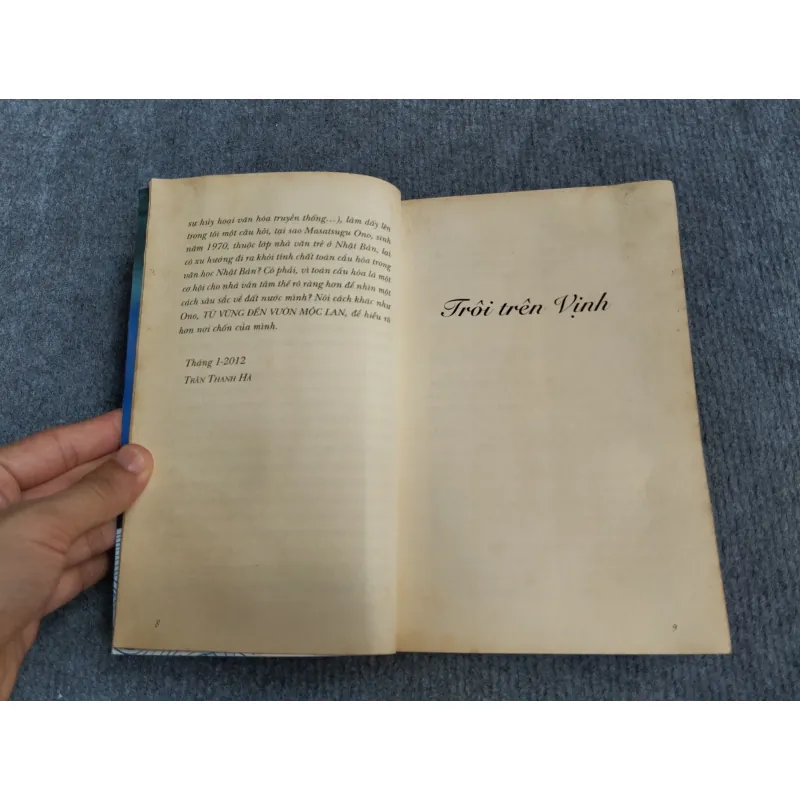 sự hủy hoại văn hóa truyền thống...), làm dấy lên
trong tôi một câu hỏi, tại sao Masatsugu Ono, sinh
năm 1970, thuộc lớp nhà văn trẻ ở Nhật Bản, lại
có xu hướng đi ra khỏi tính chất toàn cầu hóa trong
văn học Nhật Bản? Có phải, vì toàn cầu hóa là một
cơ hội cho nhà văn tâm thế rõ ràng hơn để nhìn một
cách sâu sắc về đất nước mình? Nói cách khác như
Ono, TỪ VŨNG ĐẾN VƯỜN MỘC LAN, để hiểu rõ
hơn nơi chốn của mình.
Tháng 1-2012
TRẦN THANH HÀ
8
Trôi trên Vịnh
9